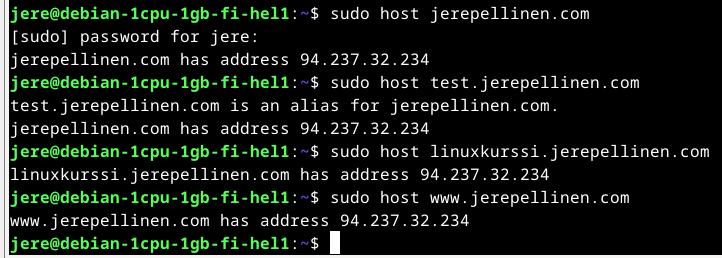 jere@debian-1cpu-1gb-fi-hel1:~$ sudo host jerepellinen.com
[sudo] password for jere:
jerepellinen.com has address 94.237.32.234
jere@debian-1cpu-1gb-fi-hel1:~$ sudo host test.jerepellinen.com
test.jerepellinen.com is an alias for jerepellinen.com.
jerepellinen.com has address 94.237.32.234
jere@debian-1cpu-1gb-fi-hel1:~$ sudo host linuxkurssi.jerepellinen.com
linuxkurssi.jerepellinen.com has address 94.237.32.234
jere@debian-1cpu-1gb-fi-hel1:~$ sudo host www.jerepellinen.com
www.jerepellinen.com has address 94.237.32.234
jere@debian-1cpu-1gb-fi-hel1:~$